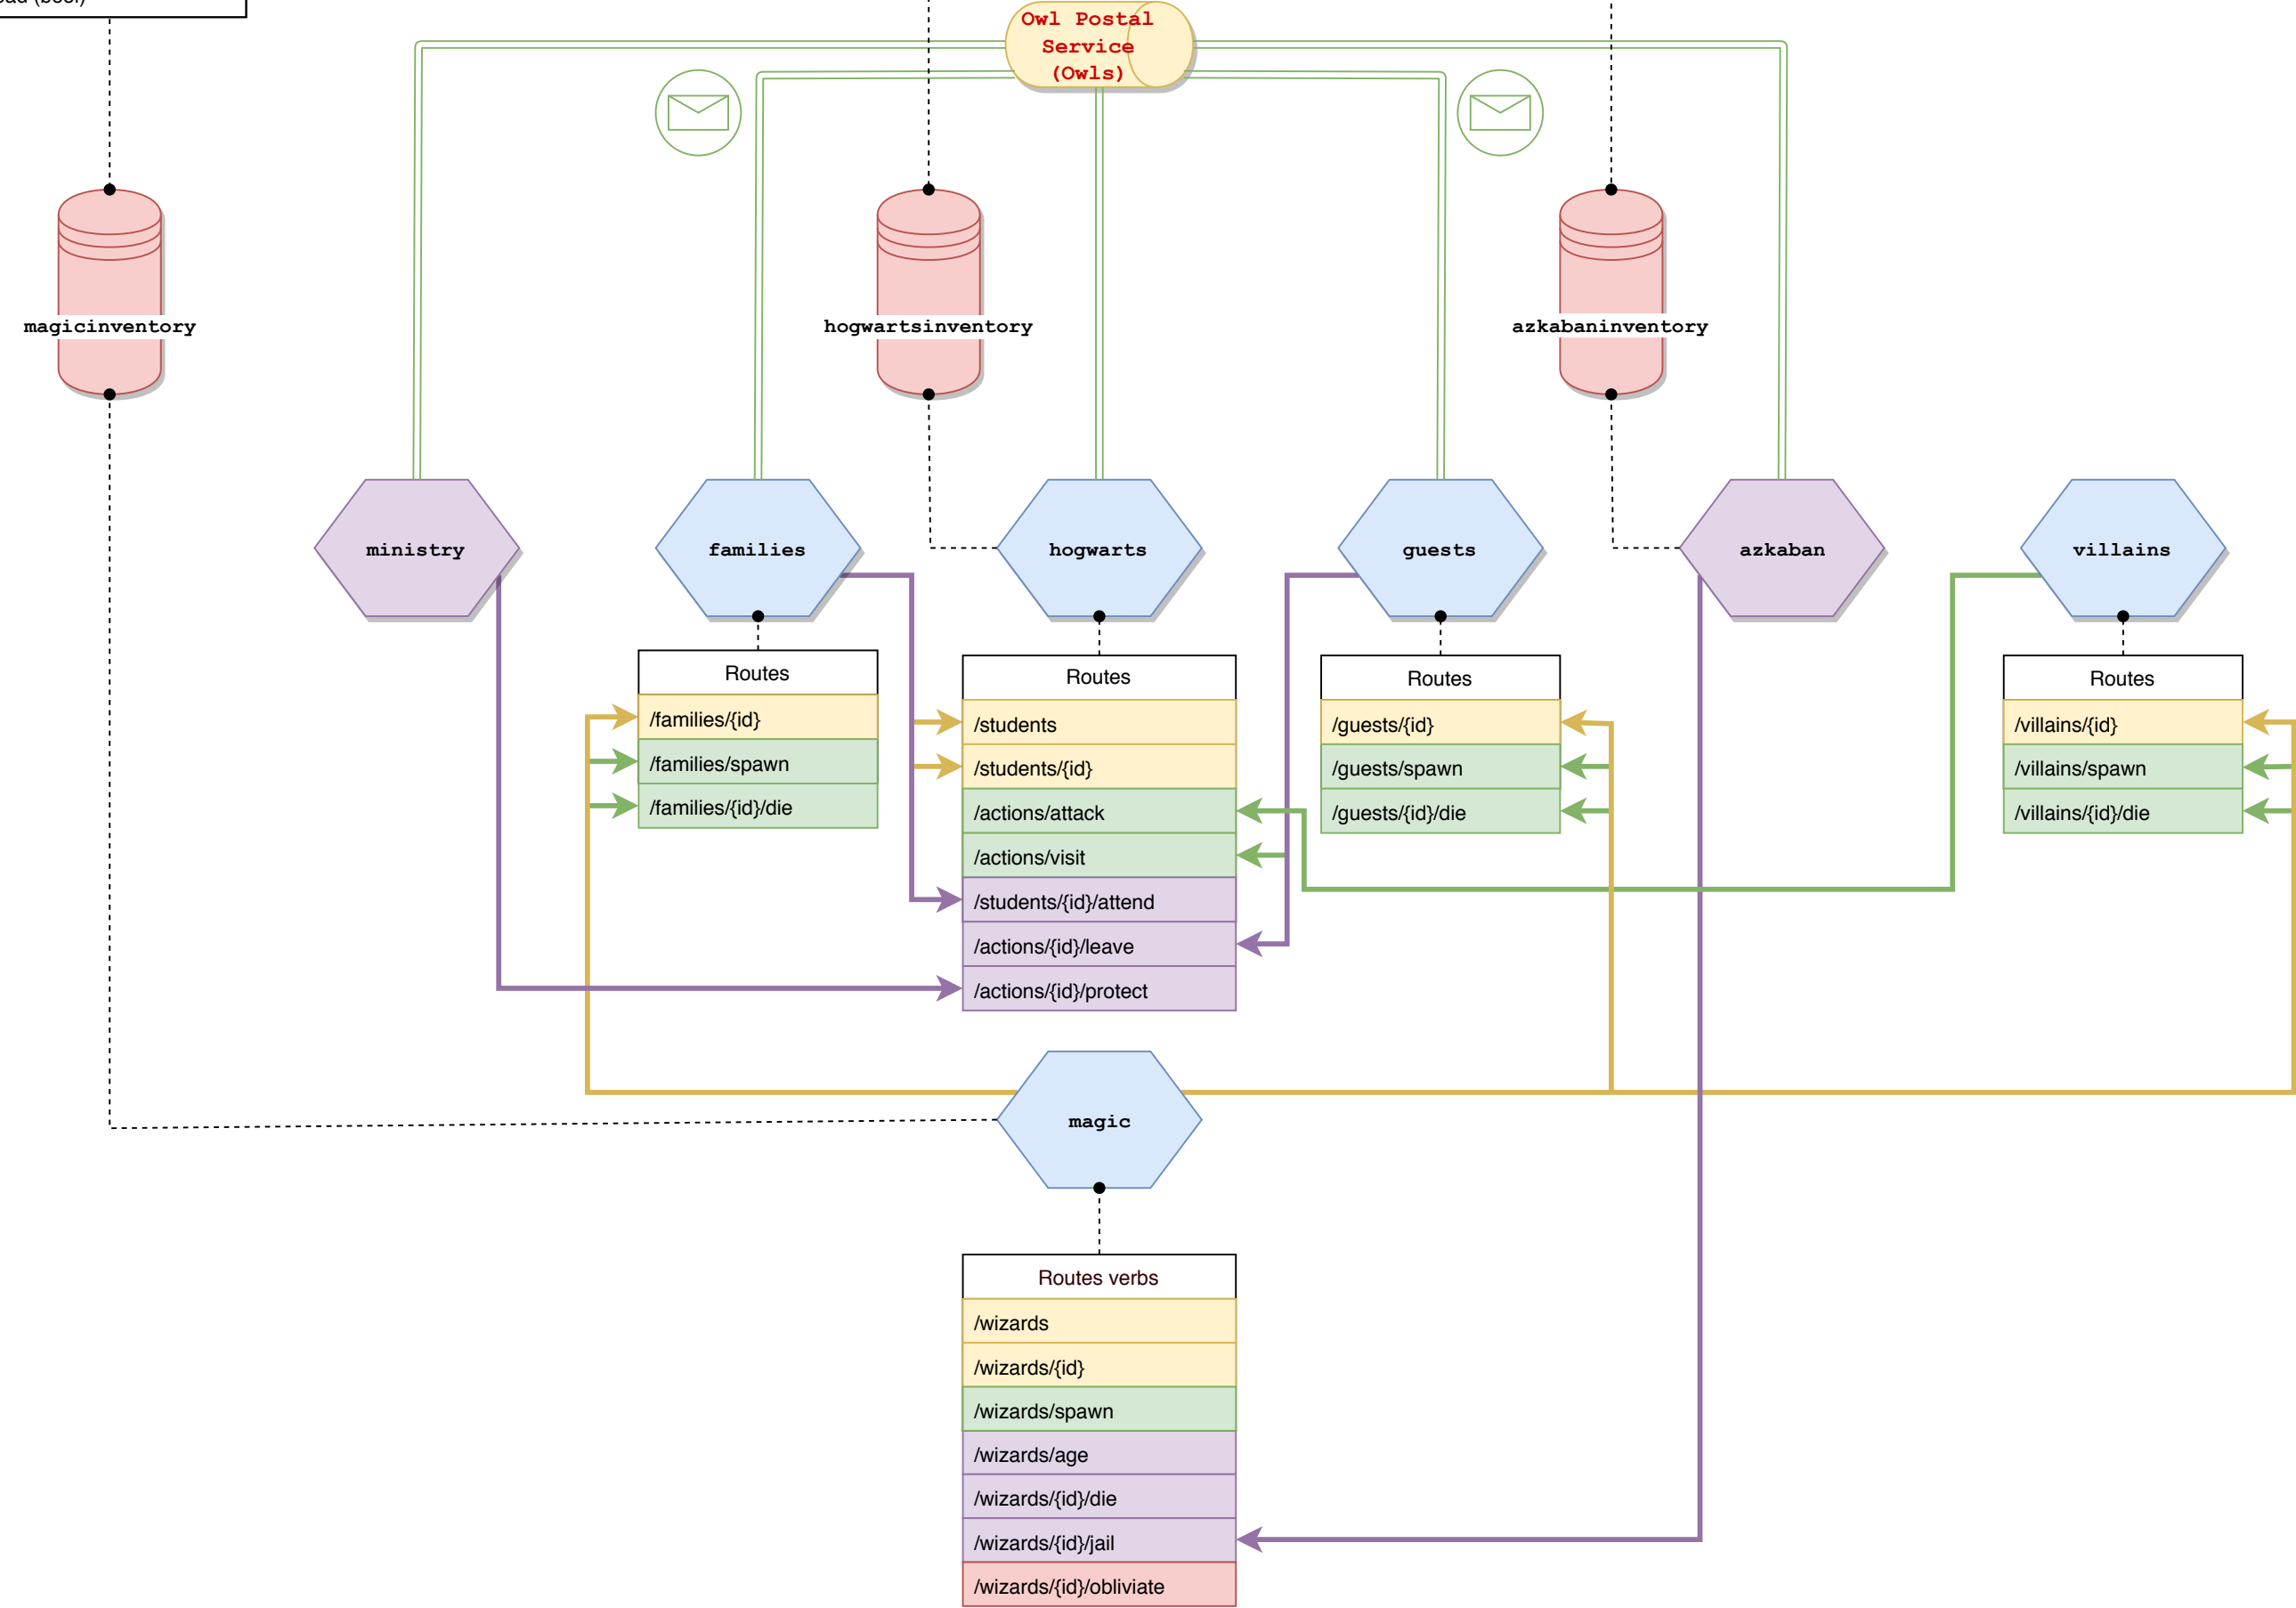 (bool)
Owl Postal
Service
(Owls)
magicinventory
hogwartsinventory
azkabaninventory
ministry
families
hogwarts
guests
azkaban
villains
Routes
/families/{id}
/families/spawn
/families/{id}/die
Routes
/students
/students/{id}
/actions/attack
/actions/visit
/students/{id}/attend
/actions/{id}/leave
/actions/{id}/protect
Routes
/guests/{id}
/guests/spawn
/guests/{id}/die
Routes
/villains/{id}
/villains/spawn
/villains/{id}/die
magic
Routes verbs
/wizards
/wizards/{id}
/wizards/spawn
/wizards/age
/wizards/{id}/die
/wizards/{id}/jail
/wizards/{id}/obliviate